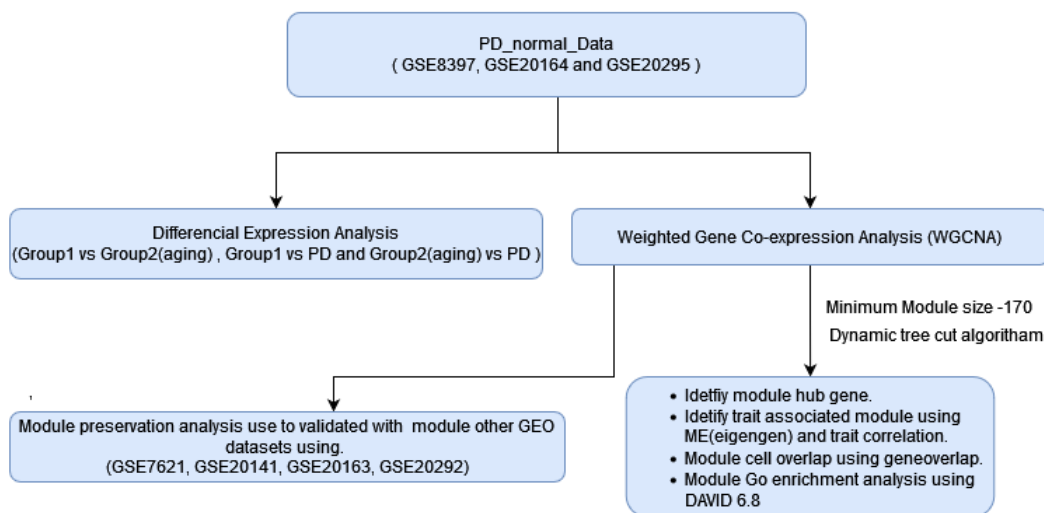 PD_normal_Data
( GSE8397, GSE20164 and GSE20295 )
Differencial Expression Analysis
(Group1 vs Group2(aging) , Group1 vs PD and Group2(aging) vs PD )
Weighted Gene Co-expression Analysis (WGCNA)
Minimum Module size -170
Dynamic tree cut algoritham
,
Module preservation analysis use to validated with module other GEO
datasets using.
(GSE7621, GSE20141, GSE20163, GSE20292)
• Idetfiy module hub gene.
• Itetify trait associated module using
ME(eigengen) and trait correlation.
• Module cell overlap using geneoverlap.
• Module Go enrichment analysis using
DAVID 6.8